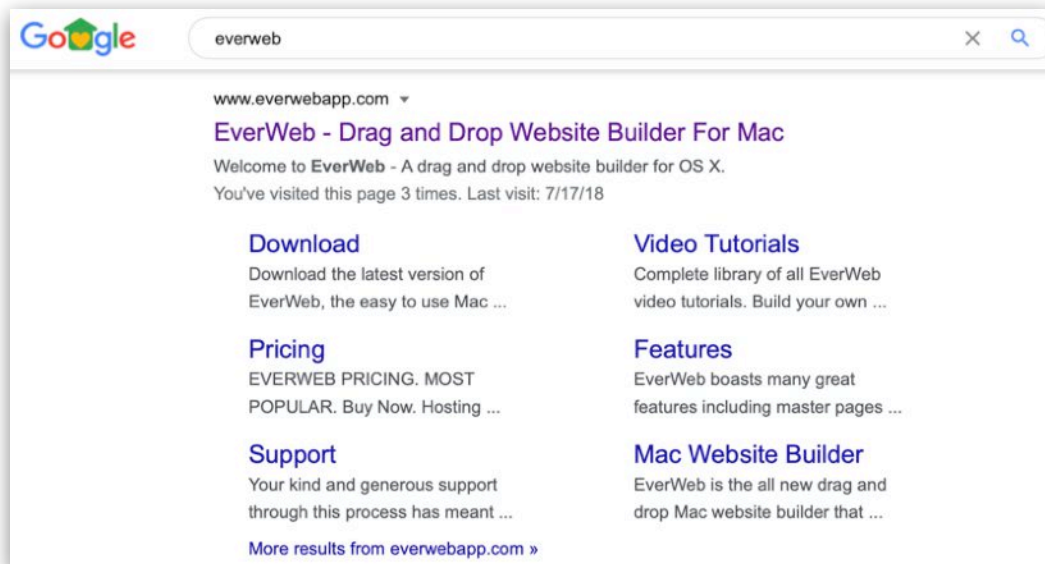 Google
everweb
www.everwebapp.com
EverWeb - Drag and Drop Website Builder For Mac
Welcome to EverWeb - A drag and drop website builder for OS X.
You've visited this page 3 times. Last visit: 7/17/18
Download
Download the latest version of
EverWeb, the easy to use Mac ...
Video Tutorials
Complete library of all EverWeb
video tutorials. Build your own ...
Pricing
EVERWEB PRICING. MOST
POPULAR. Buy Now. Hosting ...
Features
EverWeb boasts many great
features including master pages ...
Support
Your kind and generous support
through this process has meant ...
Mac Website Builder
EverWeb is the all new drag and
drop Mac website builder that ...
More results from everwebapp.com »